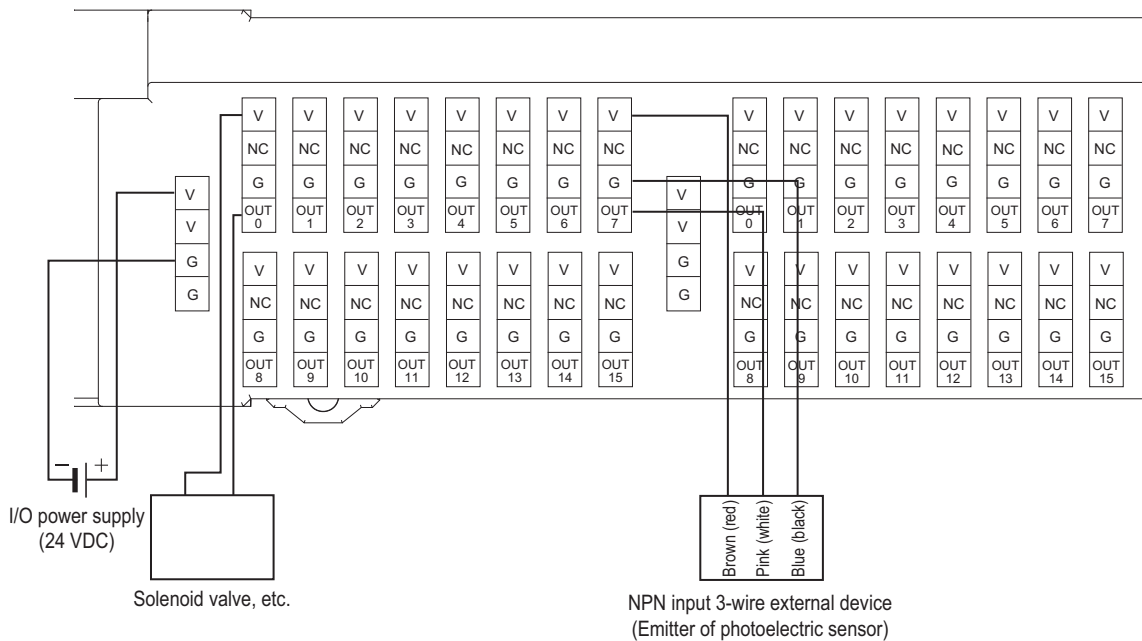 V V V V V V V V V V V V V V V V
NC NC NC NC NC NC NC NC NC NC NC NC NC NC NC NC
G G G G G G G G G G G G G G G G
OUT OUT OUT OUT OUT OUT OUT OUT OUT OUT OUT OUT OUT OUT OUT OUT
0 1 2 3 4 5 6 7 0 1 2 3 4 5 6 7
V V
V V
G G
G G
V V V V V V V V V V V V V V V V
NC NC NC NC NC NC NC NC NC NC NC NC NC NC NC NC
G G G G G G G G G G G G G G G G
OUT OUT OUT OUT OUT OUT OUT OUT OUT OUT OUT OUT OUT OUT OUT OUT
8 9 10 11 12 13 14 15 8 9 10 11 12 13 14 15
− +
I/O power supply
(24 VDC)
Solenoid valve, etc.
Brown (red)
Pink (white)
Blue (black)
NPN input 3-wire external device
(Emitter of photoelectric sensor)